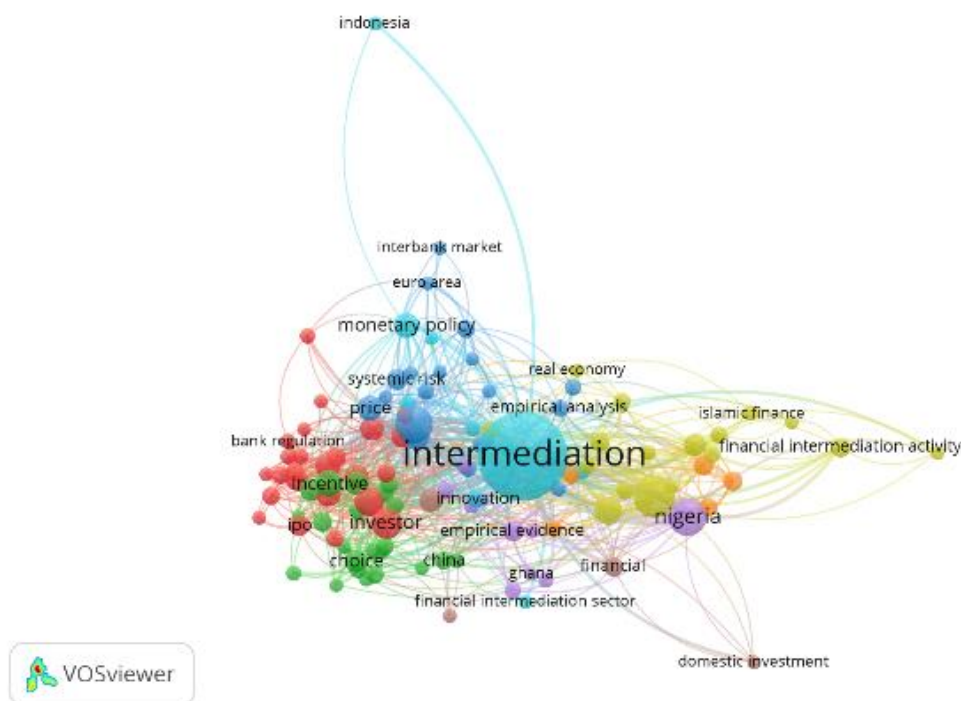 indonesia
interbank market
euro area
monetary policy
real economy
systemic risk
price
empirical analysis
islamic finance
bank regulation
financial intermediation activity
intermediation
incentive
innovation
ipo
investor
nigeria
empirical evidence
choice
china
financial
ghana
financial intermediation sector
domestic investment
VOSviewer